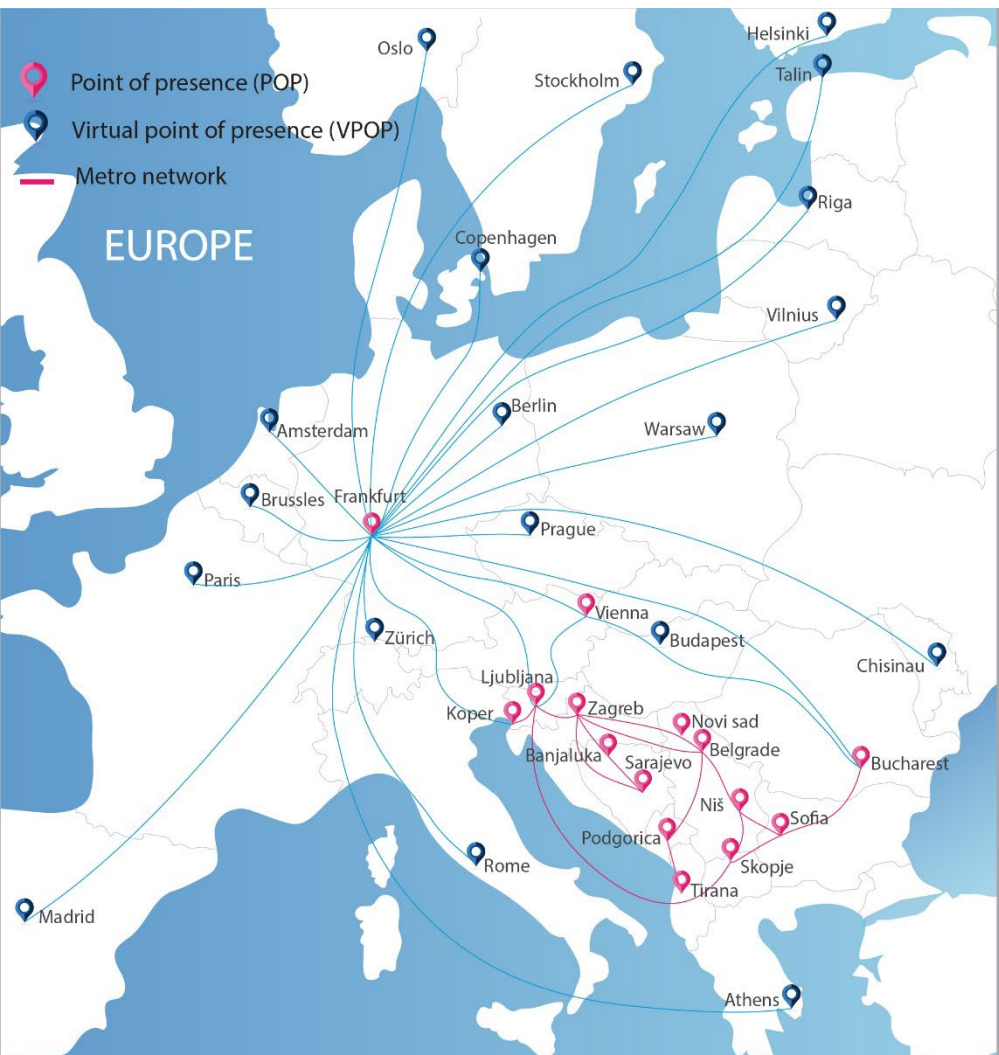 Oslo
Helsinki
Talin
Stockholm
Point of presence (POP)
Virtual point of presence (VPOP)
Metro network
Riga
EUROPE
Copenhagen
Vilnius
Berlin
Amsterdam
Warsaw
Brussles
Frankfurt
Prague
Paris
Vienna
Zürich
Budapest
Chisinau
Ljubljana
Koper
Zagreb
Novi sad
Belgrade
Banjaluka
Sarajevo
Bucharest
Niš
Sofia
Podgorica
Skopje
Rome
Tirana
Madrid
Athens